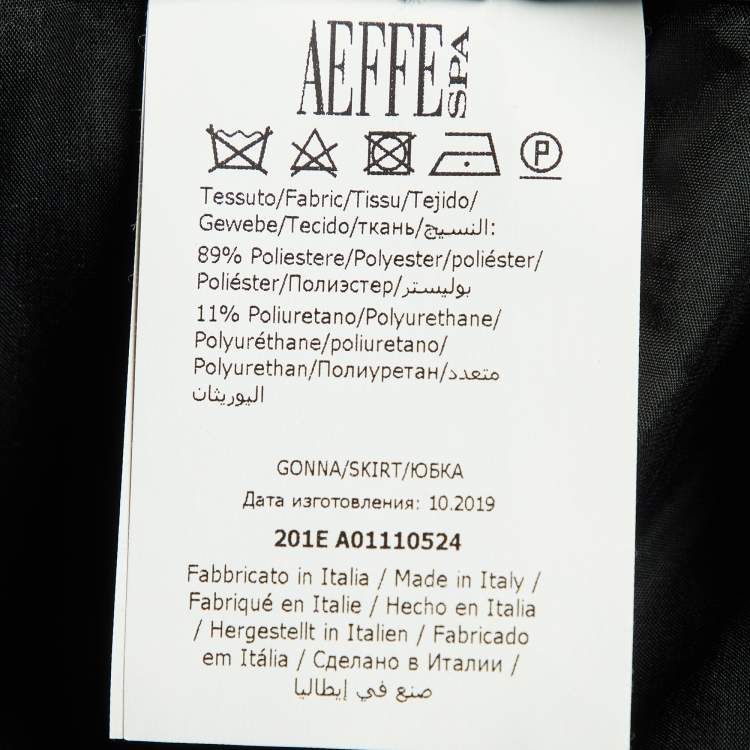 AEFFE SPA
P
Tessuto/Fabric/Tissu/Tejido/
Gewebe/Tecido/ткань/النسيج:
89% Poliestere/Polyester/poliéster/
Poliéster/Полиэстер/بوليستر
11% Poliuretano/Polyurethane/
Polyuréthane/poliuretano/
Polyurethan/Полиуретан/متعدد
اليوريثان
GONNA/SKIRT/ЮБКА
Дата изготовления: 10.2019
201E A01110524
Fabbricato in Italia / Made in Italy /
Fabriqué en Italie / Hecho en Italia
/ Hergestellt in Italien / Fabricado
em Itália / Сделано в Италии /
صنع في إيطاليا